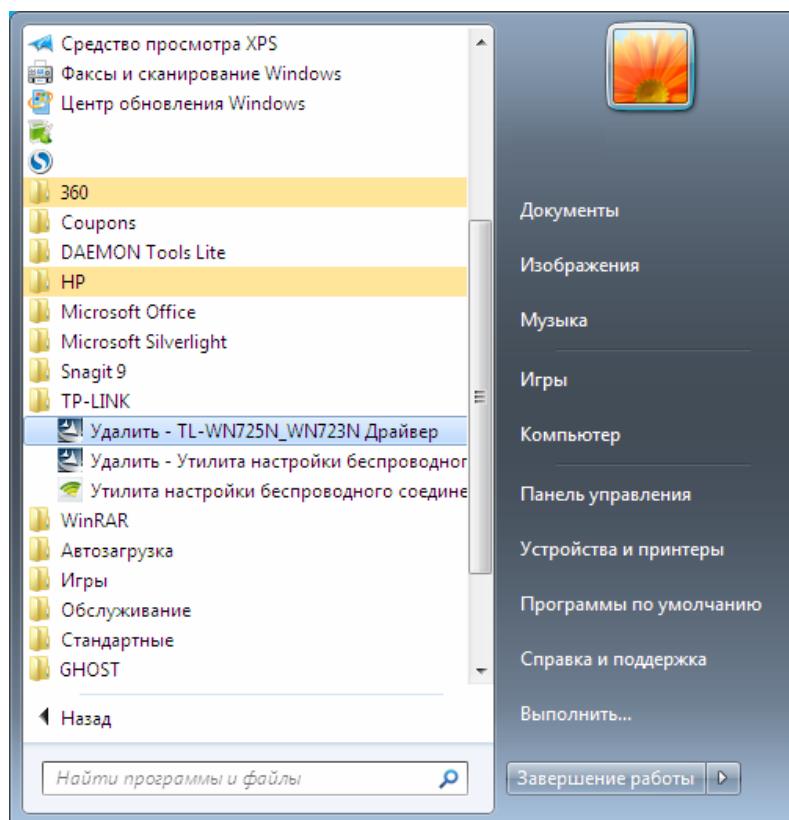 Средство просмотра XPS
Факсы и сканирование Windows
Центр обновления Windows
360
Coupons
DAEMON Tools Lite
HP
Microsoft Office
Microsoft Silverlight
Snagit 9
TP-LINK
Удалить - TL-WN725N_WN723N Драйвер
Удалить - Утилита настройки беспроводног
Утилита настройки беспроводного соедине
WinRAR
Автозагрузка
Игры
Обслуживание
Стандартные
GHOST
Назад
Найти программы и файлы
Документы
Изображения
Музыка
Игры
Компьютер
Панель управления
Устройства и принтеры
Программы по умолчанию
Справка и поддержка
Выполнить...
Завершение работы